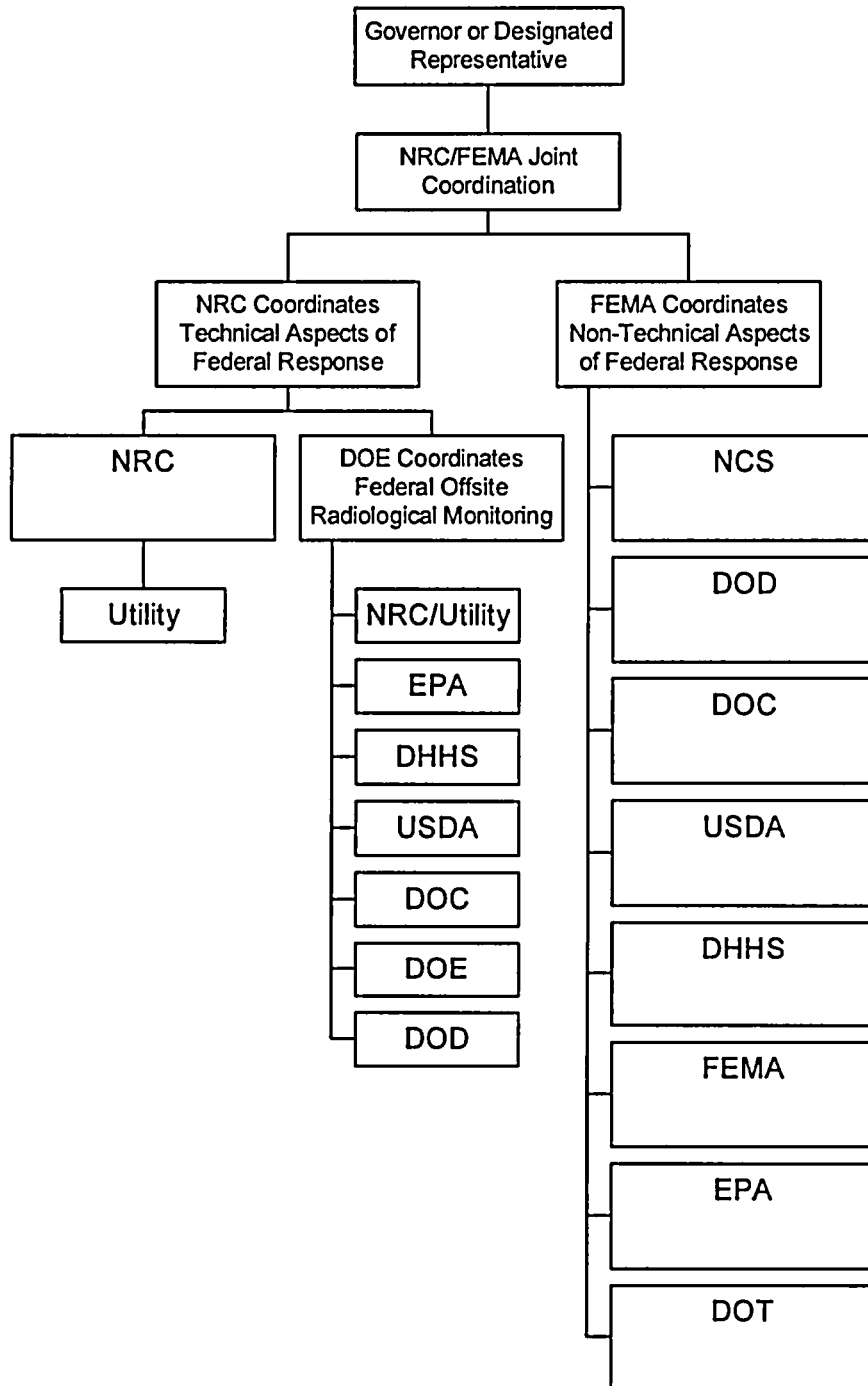 Governor or Designated
Representative
NRC/FEMA Joint
Coordination
NRC Coordinates
Technical Aspects of
Federal Response
FEMA Coordinates
Non-Technical Aspects
of Federal Response
NRC
DOE Coordinates
Federal Offsite
Radiological Monitoring
Utility
NRC/Utility
EPA
DHHS
USDA
DOC
DOE
DOD
NCS
DOD
DOC
USDA
DHHS
FEMA
EPA
DOT